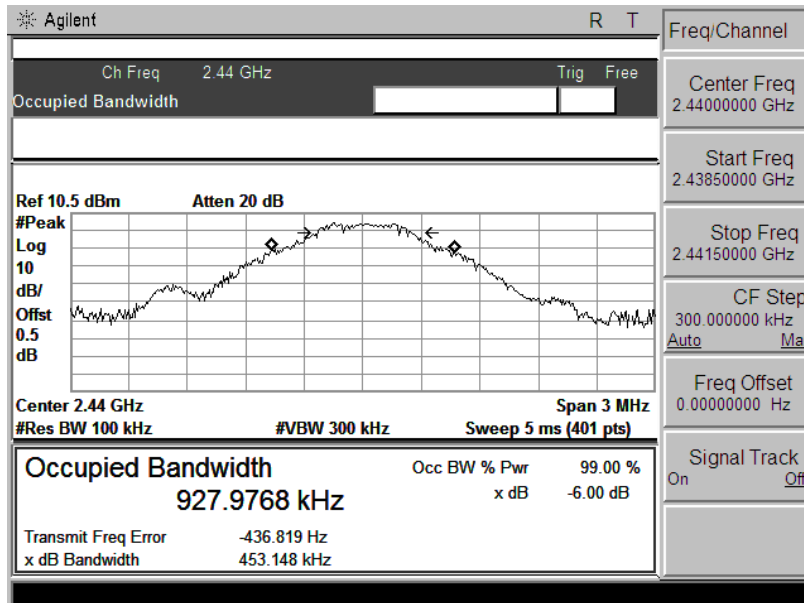 Agilent R T
Ch Freq 2.44 GHz Trig Free
Occupied Bandwidth
Ref 10.5 dBm Atten 20 dB
#Peak
Log
10
dB/
Offst
0.5
dB
Center 2.44 GHz Span 3 MHz
#Res BW 100 kHz #VBW 300 kHz Sweep 5 ms (401 pts)
Occupied Bandwidth
927.9768 kHz
Occ BW % Pwr 99.00 %
x dB -6.00 dB
Transmit Freq Error -436.819 Hz
x dB Bandwidth 453.148 kHz
Freq/Channel
Center Freq
2.44000000 GHz
Start Freq
2.43850000 GHz
Stop Freq
2.44150000 GHz
CF Step
300.000000 kHz
Auto Ma
Freq Offset
0.00000000 Hz
Signal Track
On Off